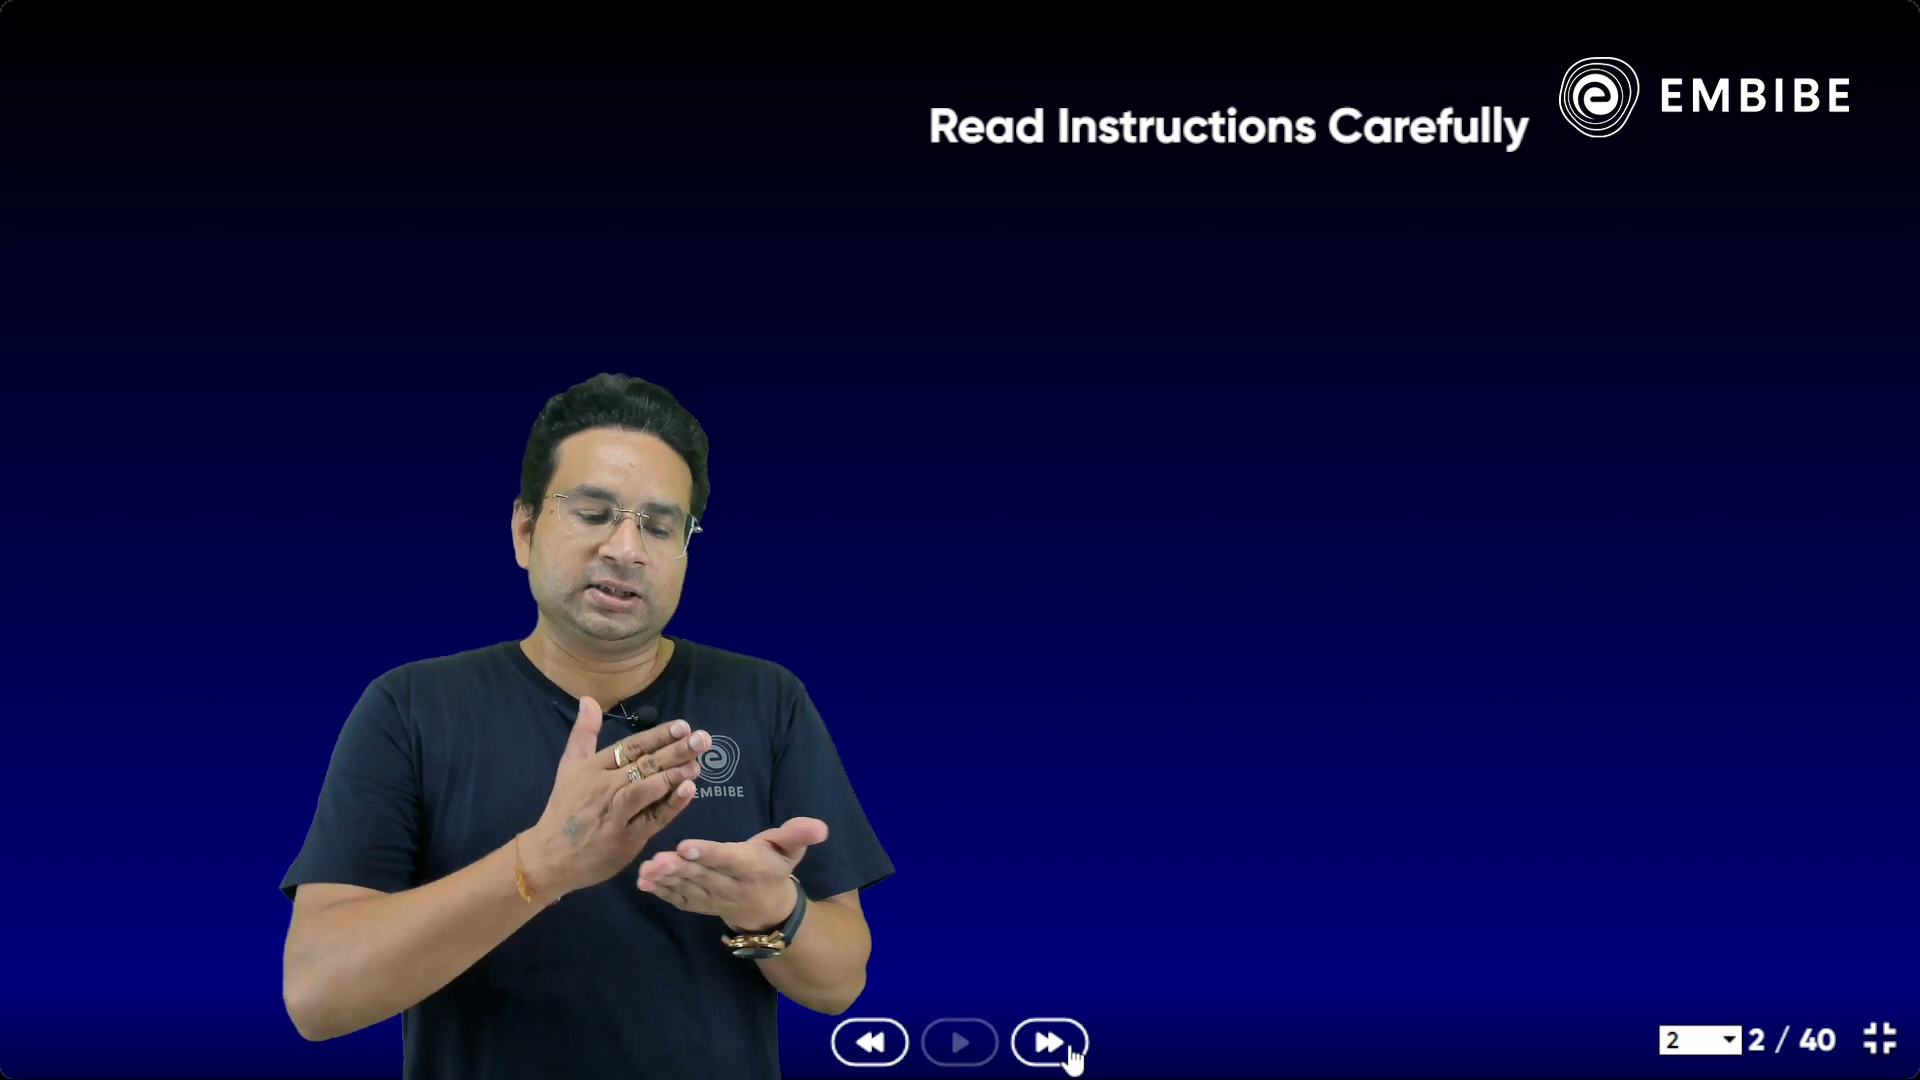 Read Instructions Carefully
EMBIBE
EMBIBE
2
2 / 40